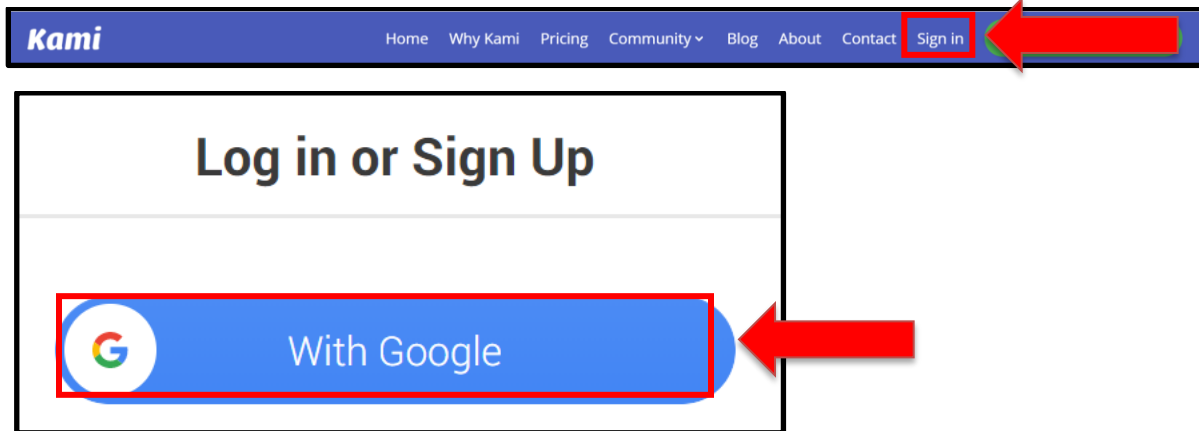 Kami Home Why Kami Pricing Community Blog About Contact Sign in
Log in or Sign Up
With Google